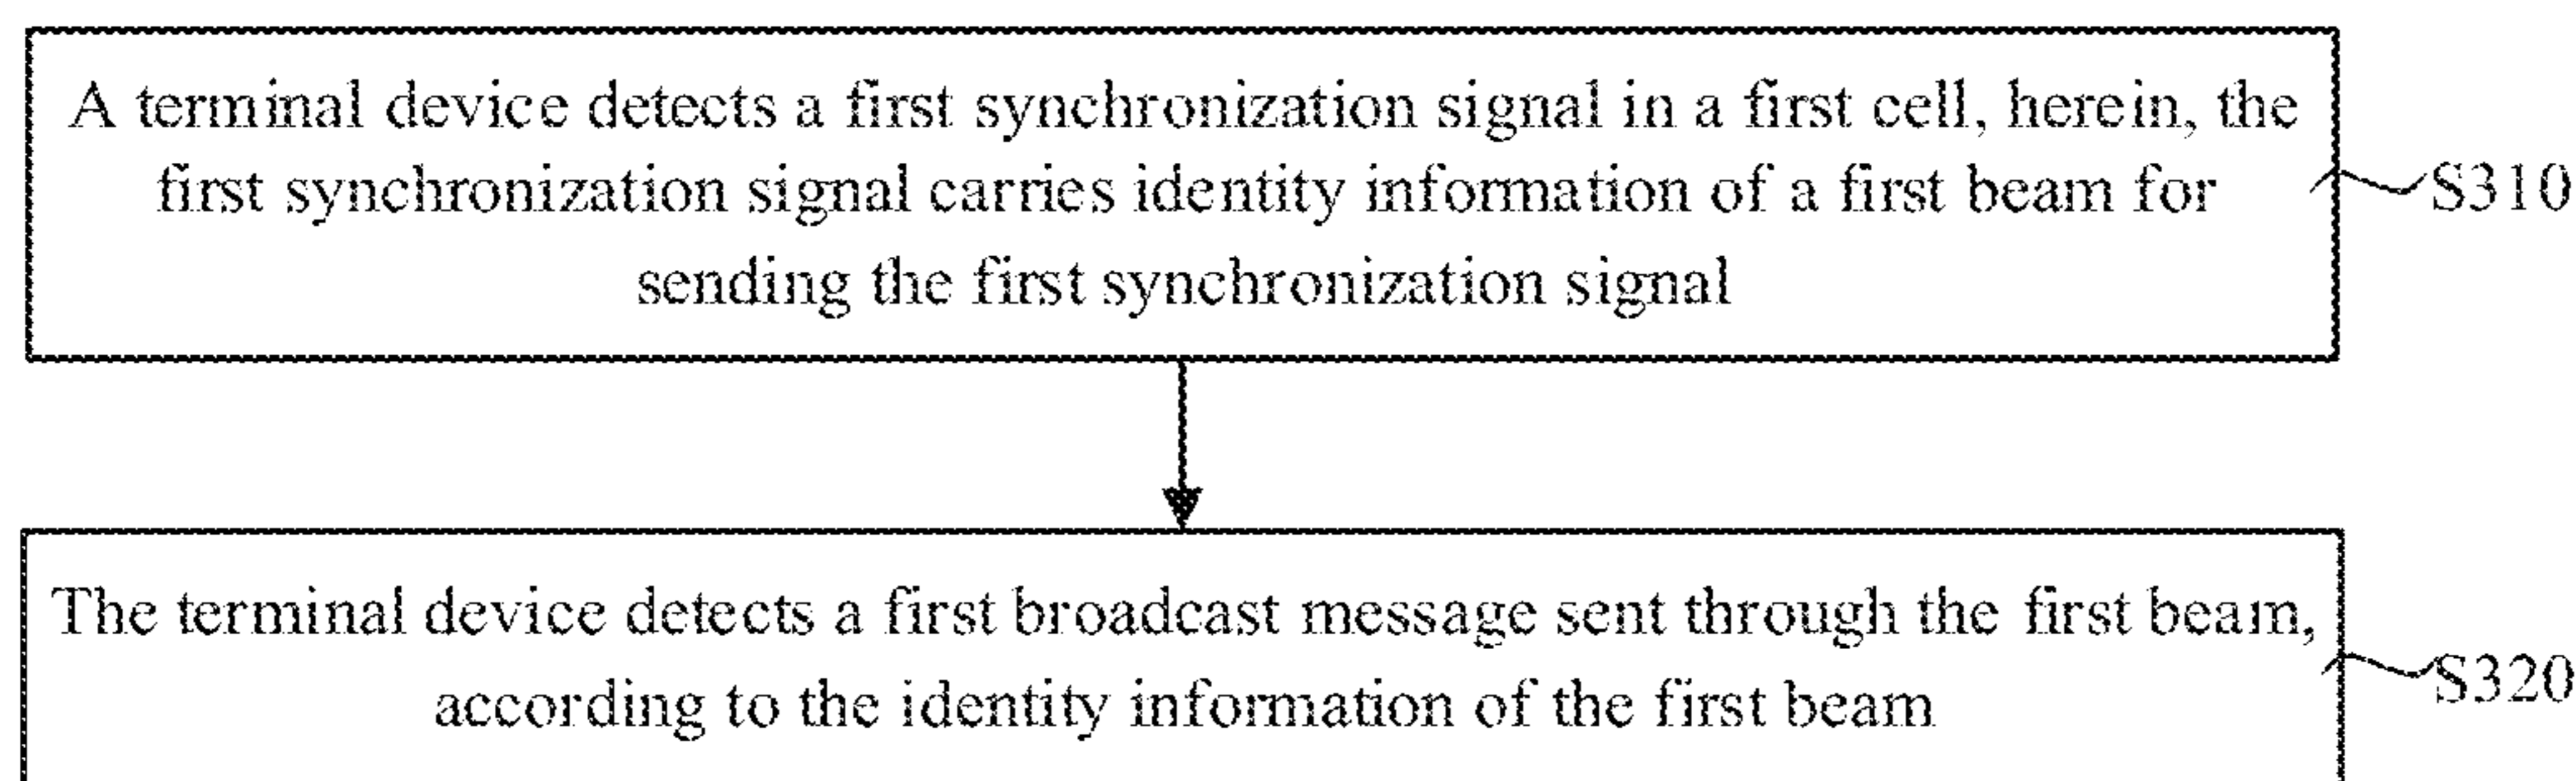 A terminal device detects a first synchronization signal in a first cell, herein, the
first synchronization signal carries identity information of a first beam for
sending the first synchronization signal
S310
The terminal device detects a first broadcast message sent through the first beam,
according to the identity information of the first beam
S320